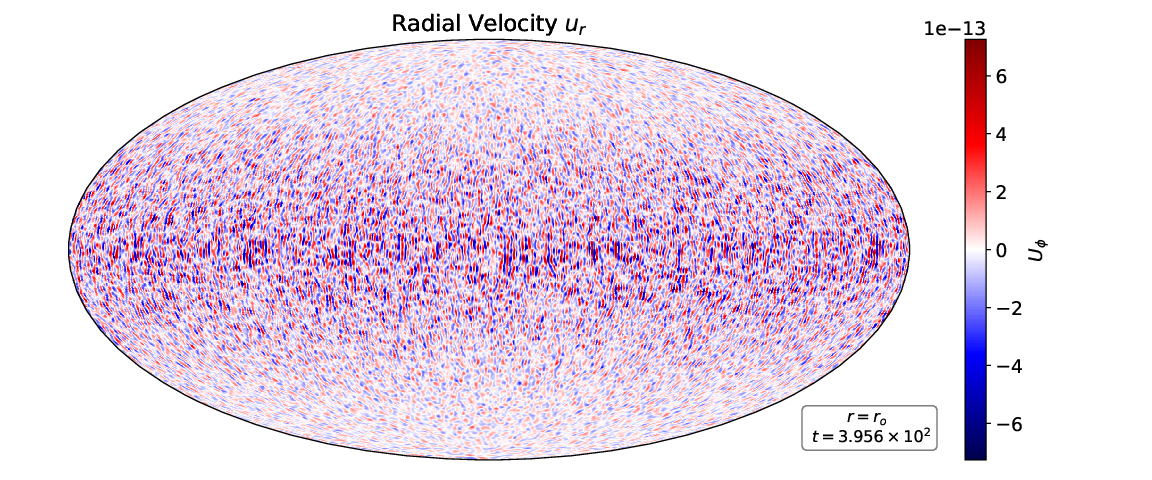 Radial Velocity $u_r$
1e−13
6
4
2
0
−2
−4
−6
$U_\phi$
$r = r_o$
$t = 3.956 \times 10^2$